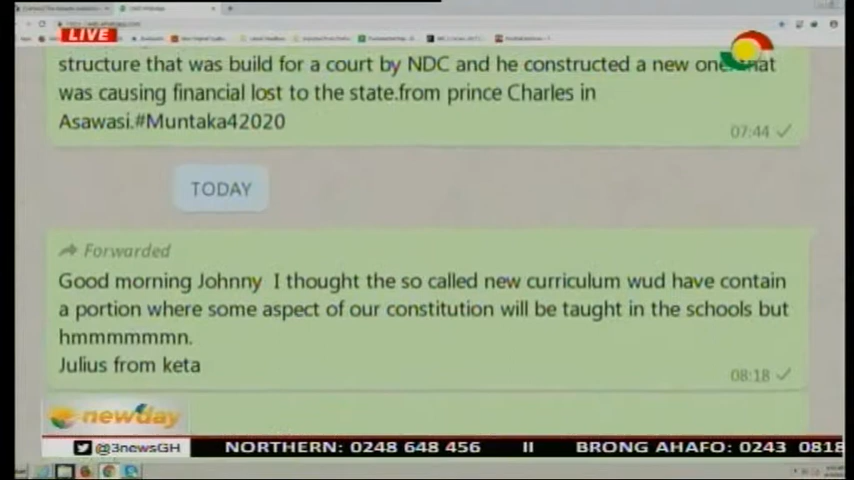 LIVE
structure that was build for a court by NDC and he constructed a new one. that
was causing financial lost to the state.from prince Charles in
Asawasi.#Muntaka42020
07:44
TODAY
Forwarded
Good morning Johnny I thought the so called new curriculum wud have contain
a portion where some aspect of our constitution will be taught in the schools but
hmmmmmmn.
Julius from keta
08:18
newday
@3newsGH NORTHERN: 0248 648 456 II BRONG AHAFO: 0243 0818